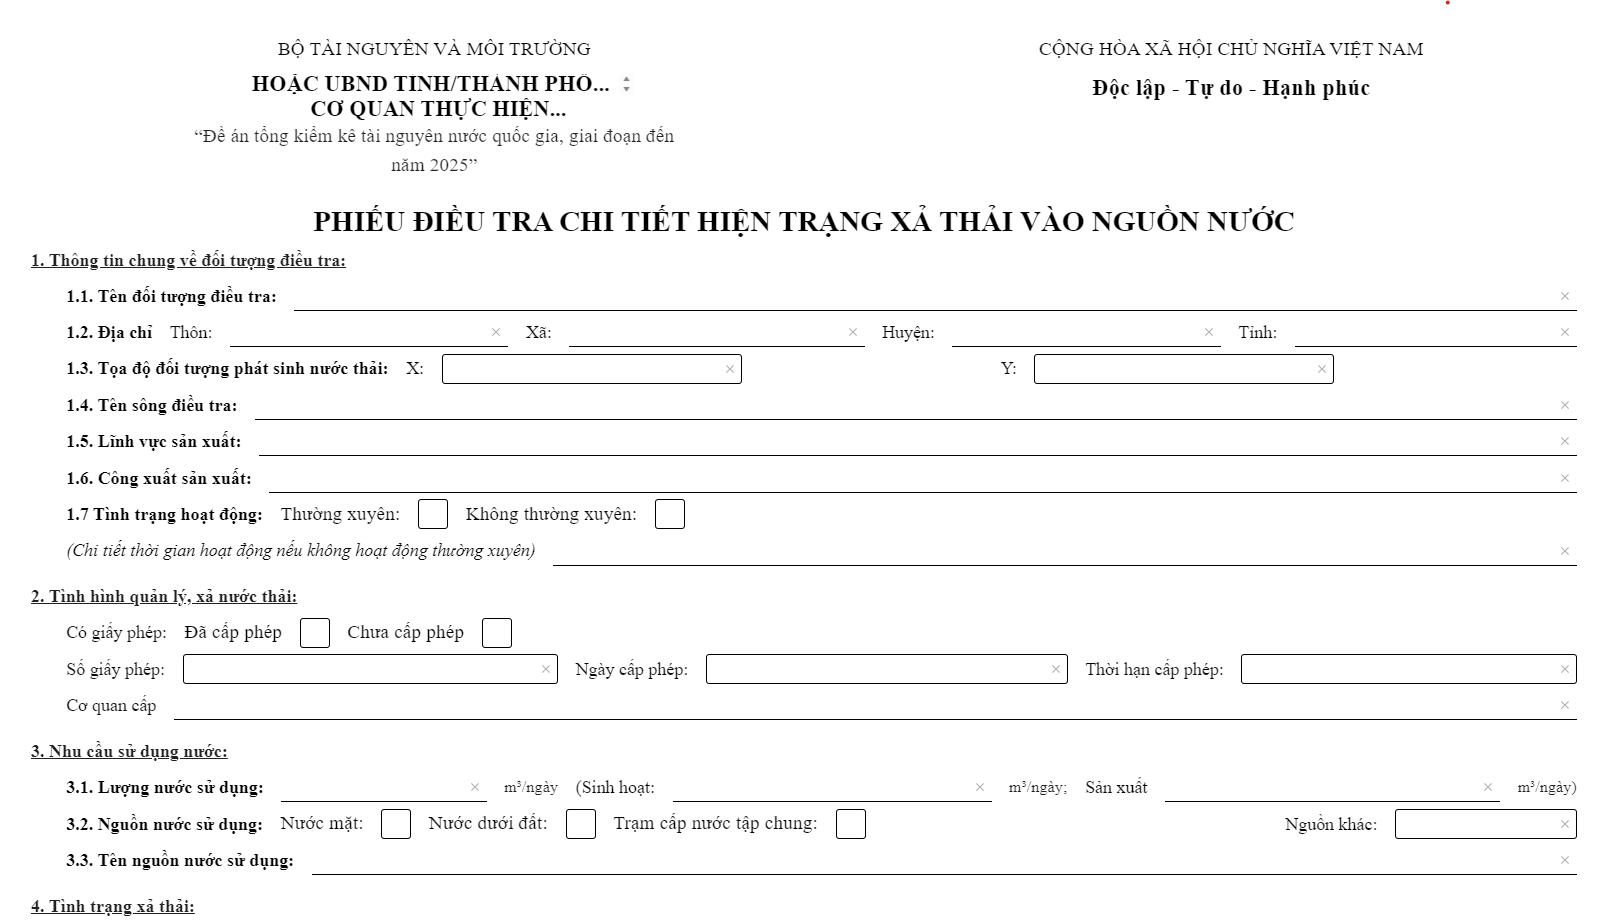 BỘ TÀI NGUYÊN VÀ MÔI TRƯỜNG
CỘNG HÒA XÃ HỘI CHỦ NGHĨA VIỆT NAM
HOẶC UBND TỈNH/THÀNH PHỐ...
Độc lập - Tự do - Hạnh phúc
CƠ QUAN THỰC HIỆN...
“Đề án tổng kiểm kê tài nguyên nước quốc gia, giai đoạn đến
năm 2025”
PHIẾU ĐIỀU TRA CHI TIẾT HIỆN TRẠNG XẢ THẢI VÀO NGUỒN NƯỚC
1. Thông tin chung về đối tượng điều tra:
1.1. Tên đối tượng điều tra:
1.2. Địa chỉ Thôn: Xã: Huyện: Tỉnh:
1.3. Tọa độ đối tượng phát sinh nước thải: X: Y:
1.4. Tên sông điều tra:
1.5. Lĩnh vực sản xuất:
1.6. Công xuất sản xuất:
1.7 Tình trạng hoạt động: Thường xuyên: Không thường xuyên:
(Chi tiết thời gian hoạt động nếu không hoạt động thường xuyên)
2. Tình hình quản lý, xả nước thải:
Có giấy phép: Đã cấp phép Chưa cấp phép
Số giấy phép: Ngày cấp phép: Thời hạn cấp phép:
Cơ quan cấp
3. Nhu cầu sử dụng nước:
3.1. Lượng nước sử dụng: m³/ngày (Sinh hoạt: m³/ngày; Sản xuất m³/ngày)
3.2. Nguồn nước sử dụng: Nước mặt: Nước dưới đất: Trạm cấp nước tập chung: Nguồn khác:
3.3. Tên nguồn nước sử dụng:
4. Tình trạng xả thải: